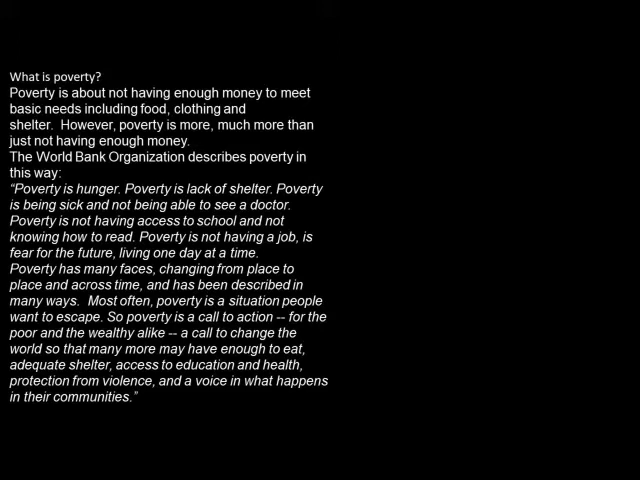 What is poverty?
Poverty is about not having enough money to meet
basic needs including food, clothing and
shelter.  However, poverty is more, much more than
just not having enough money.
The World Bank Organization describes poverty in
this way:
“Poverty is hunger. Poverty is lack of shelter. Poverty
is being sick and not being able to see a doctor.
Poverty is not having access to school and not
knowing how to read. Poverty is not having a job, is
fear for the future, living one day at a time.
Poverty has many faces, changing from place to
place and across time, and has been described in
many ways.  Most often, poverty is a situation people
want to escape. So poverty is a call to action -- for the
poor and the wealthy alike -- a call to change the
world so that many more may have enough to eat,
adequate shelter, access to education and health,
protection from violence, and a voice in what happens
in their communities.”